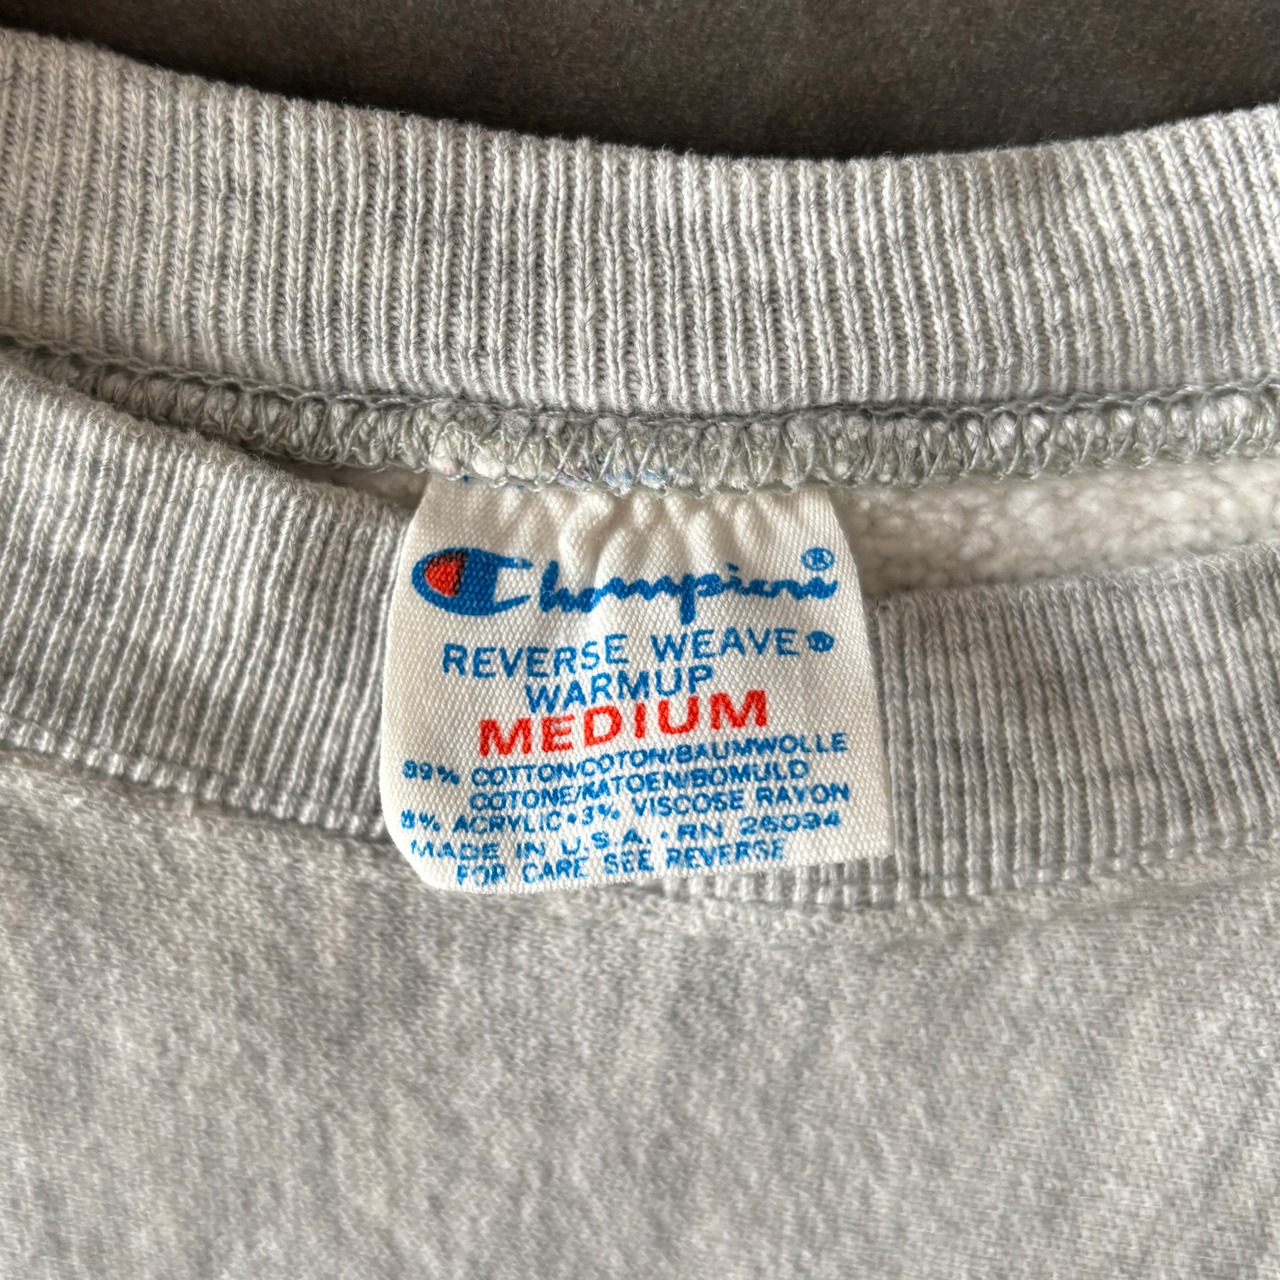 Champion®
REVERSE WEAVE®
WARMUP
MEDIUM
89% COTTON/COTON/BAUMWOLLE
COTONE/KATOEN/BOMULD
8% ACRYLIC•3% VISCOSE RAYON
MADE IN U.S.A. • RN 26094
FOR CARE SEE REVERSE